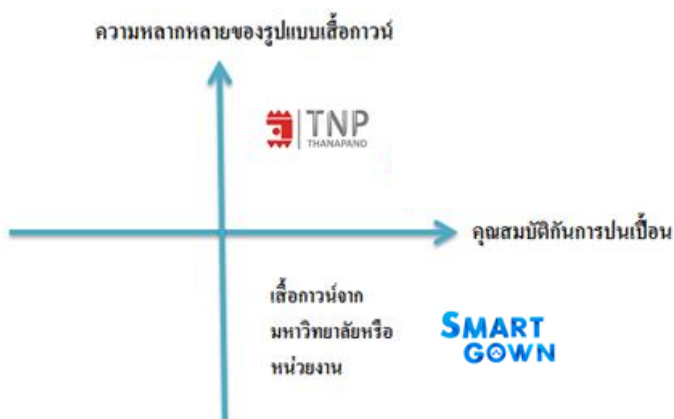 ความหลากหลายของรูปแบบเสื้อกาวน์
TNP
THANAPAND
คุณสมบัติกันการปนเปื้อน
เสื้อกาวน์จาก
มหาวิทยาลัยหรือ
หน่วยงาน
SMART
GOWN